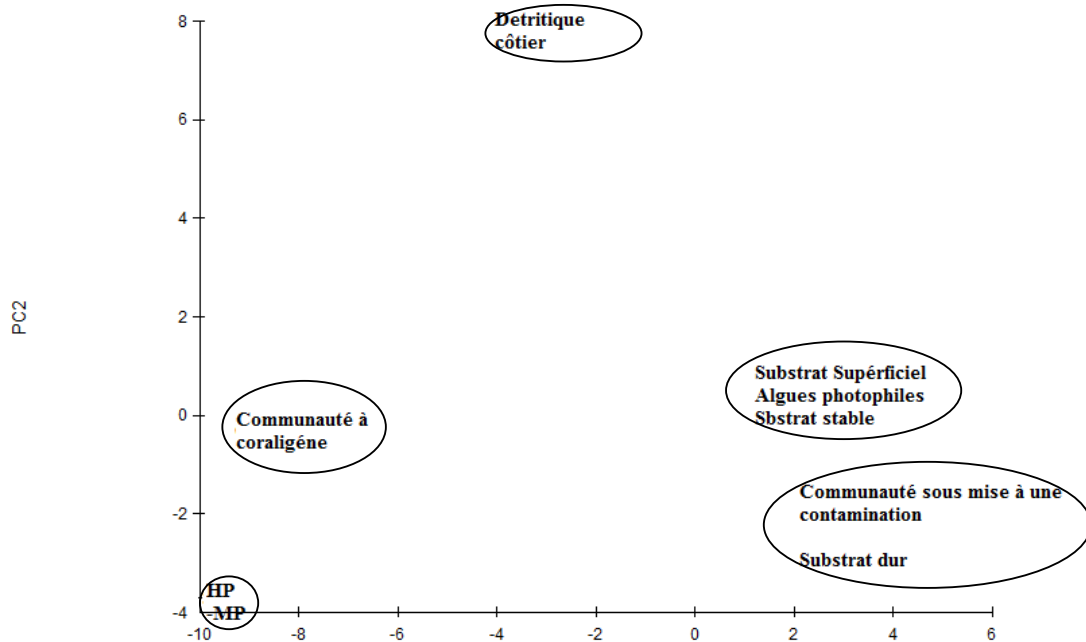 Detritique
côtier
8
6
4
2
0
-2
-4
PC2
Substrat Supérficiel
Algues photophiles
Sbstrat stable
Communauté à
coraligéne
Communauté sous mise à une
contamination
Substrat dur
HP
-MP
-10
-8
-6
-4
-2
0
2
4
6